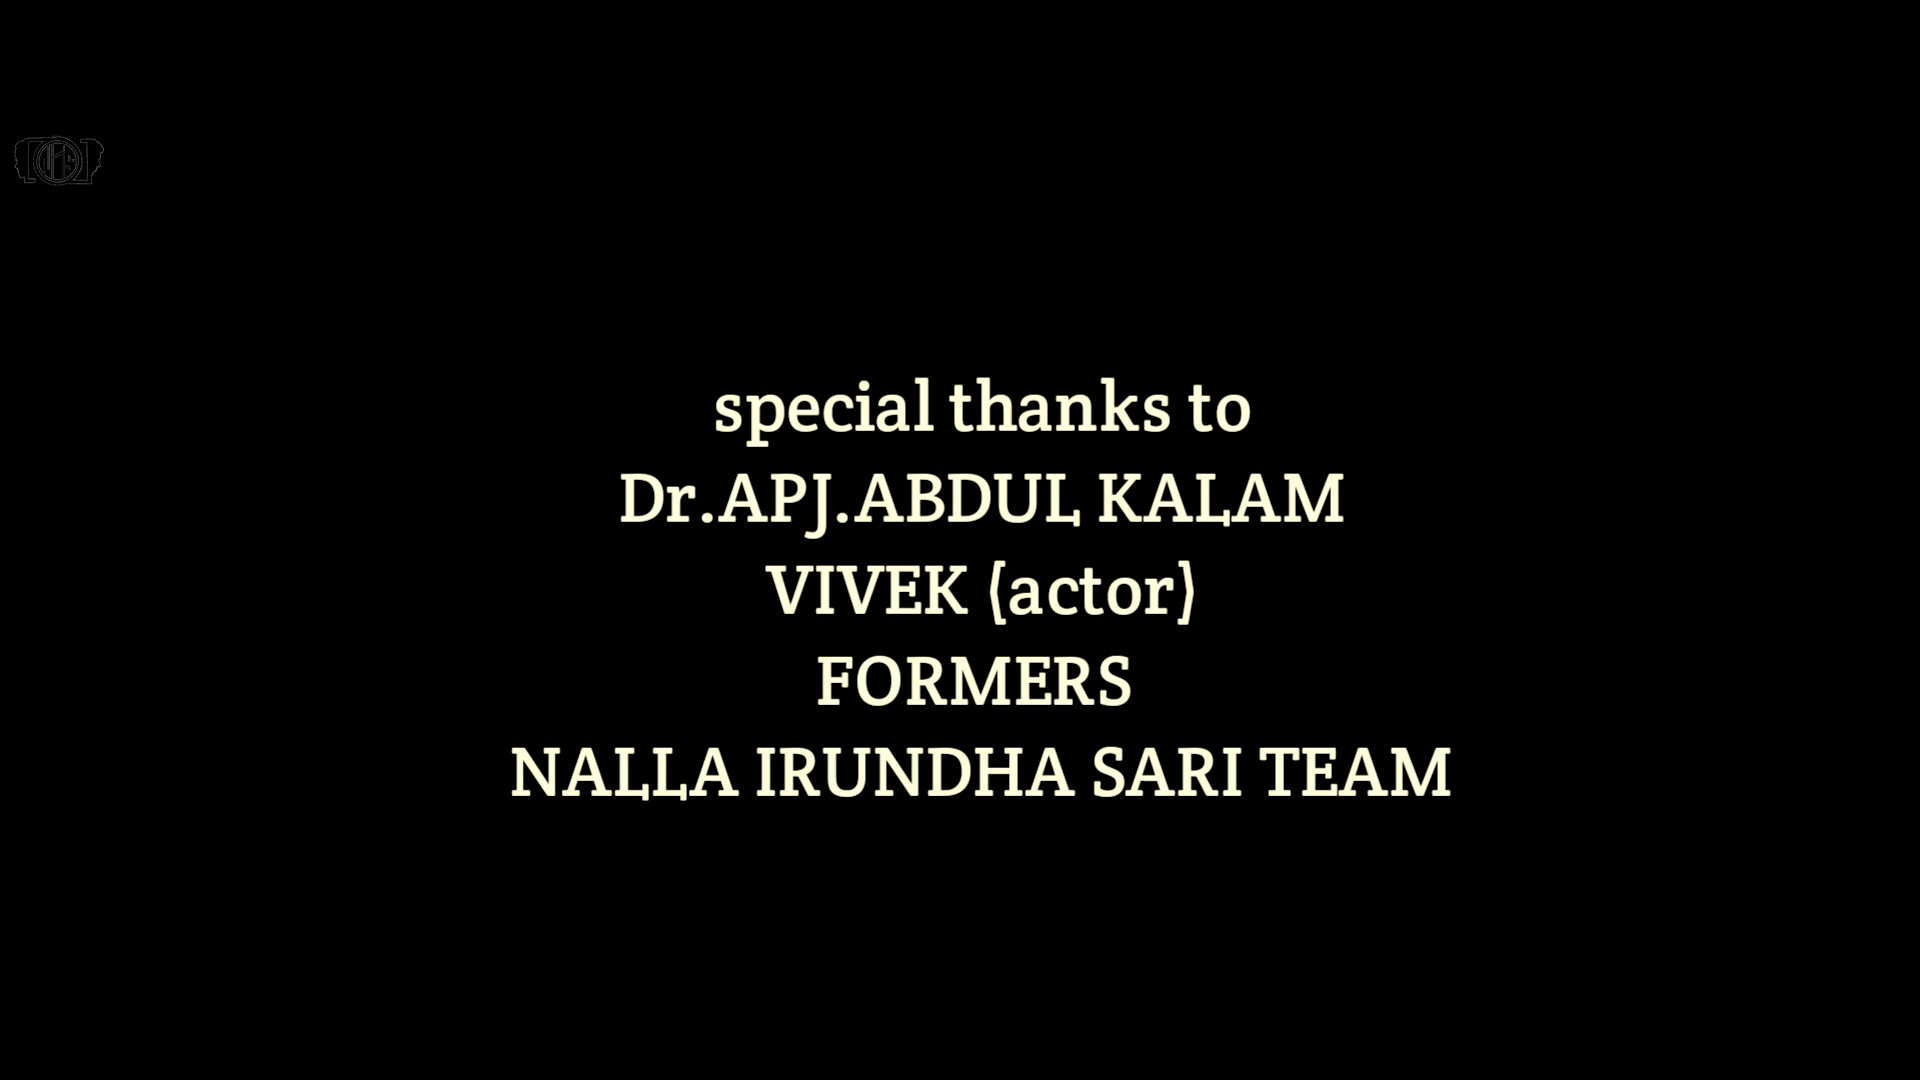 special thanks to
Dr.APJ.ABDUL KALAM
VIVEK (actor)
FORMERS
NALLA IRUNDHA SARI TEAM